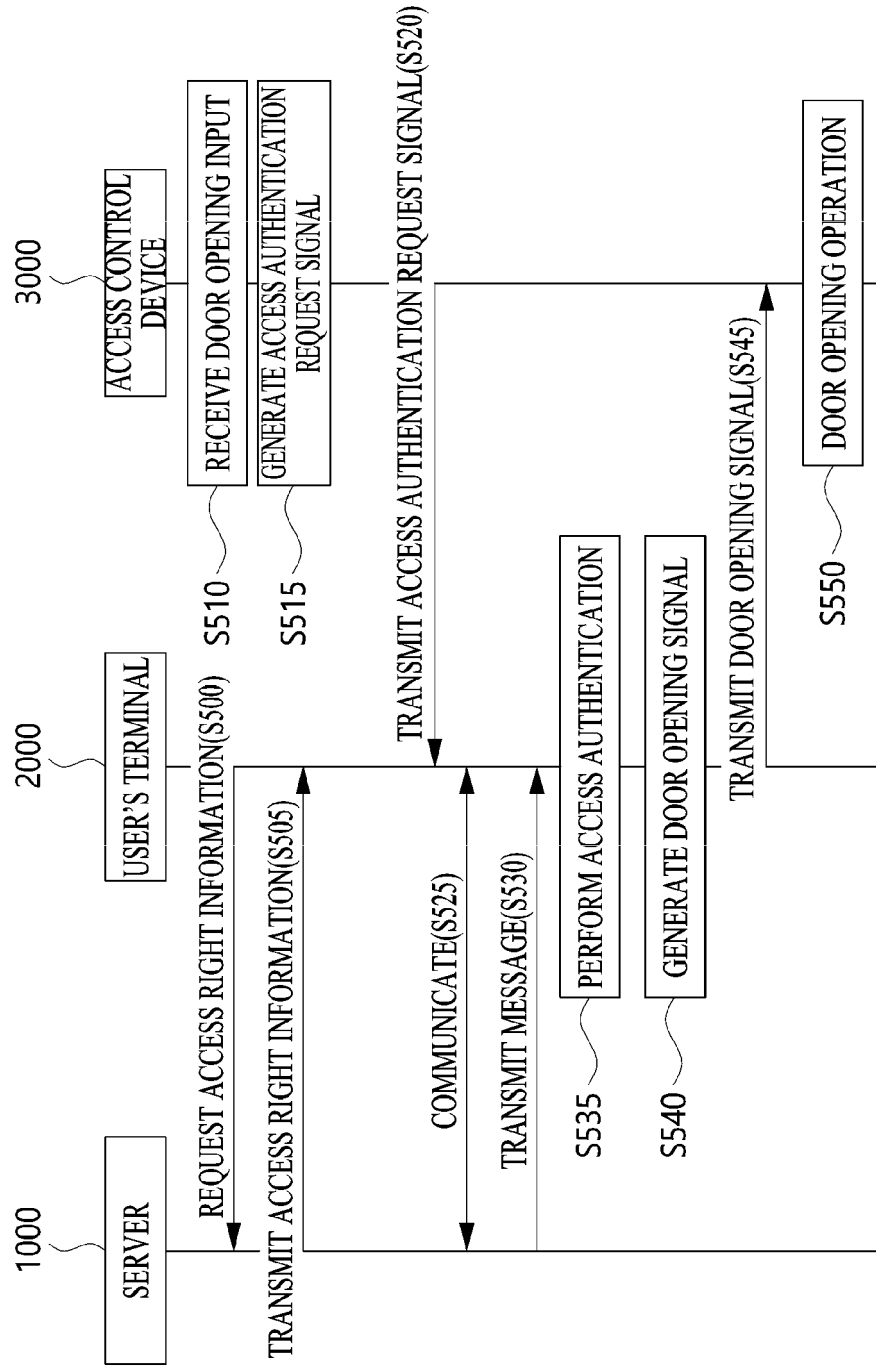 1000
2000
3000
SERVER
USER'S TERMINAL
ACCESS CONTROL
DEVICE
REQUEST ACCESS RIGHT INFORMATION(S500)
TRANSMIT ACCESS RIGHT INFORMATION(S505)
S510
RECEIVE DOOR OPENING INPUT
S515
GENERATE ACCESS AUTHENTICATION
REQUEST SIGNAL
TRANSMIT ACCESS AUTHENTICATION REQUEST SIGNAL(S520)
COMMUNICATE(S525)
TRANSMIT MESSAGE(S530)
S535
PERFORM ACCESS AUTHENTICATION
S540
GENERATE DOOR OPENING SIGNAL
TRANSMIT DOOR OPENING SIGNAL(S545)
S550
DOOR OPENING OPERATION